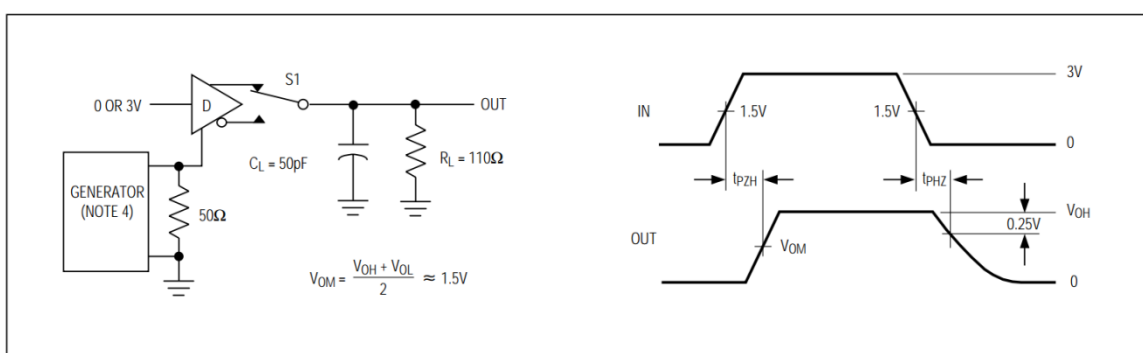 S1
D
0 OR 3V
OUT
C_L = 50pF
R_L = 110Ω
GENERATOR
(NOTE 4)
50Ω
V_OM = (V_OH + V_OL) / 2 ≈ 1.5V
3V
IN
1.5V
1.5V
0
t_PZH
t_PHZ
V_OH
0.25V
OUT
V_OM
0